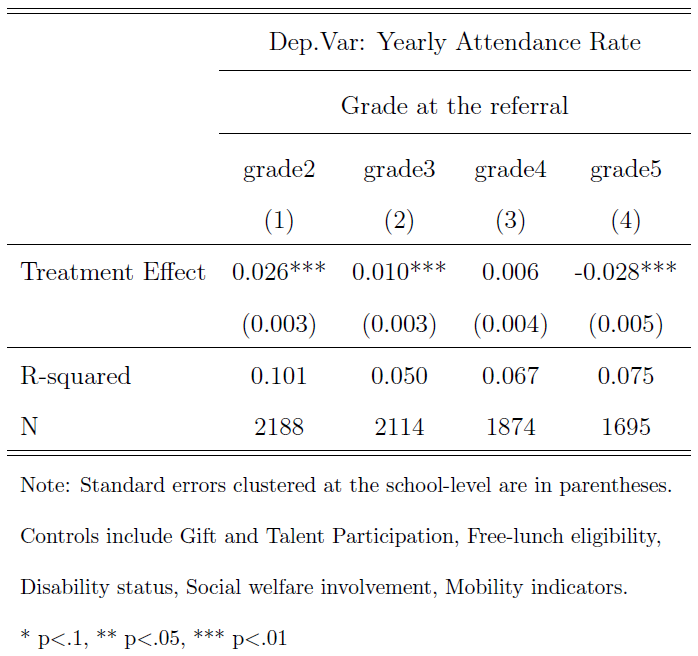 Dep.Var: Yearly Attendance Rate
Grade at the referral
grade2 grade3 grade4 grade5
(1) (2) (3) (4)
Treatment Effect 0.026*** 0.010*** 0.006 -0.028***
(0.003) (0.003) (0.004) (0.005)
R-squared 0.101 0.050 0.067 0.075
N 2188 2114 1874 1695
Note: Standard errors clustered at the school-level are in parentheses.
Controls include Gift and Talent Participation, Free-lunch eligibility,
Disability status, Social welfare involvement, Mobility indicators.
* p<.1, ** p<.05, *** p<.01